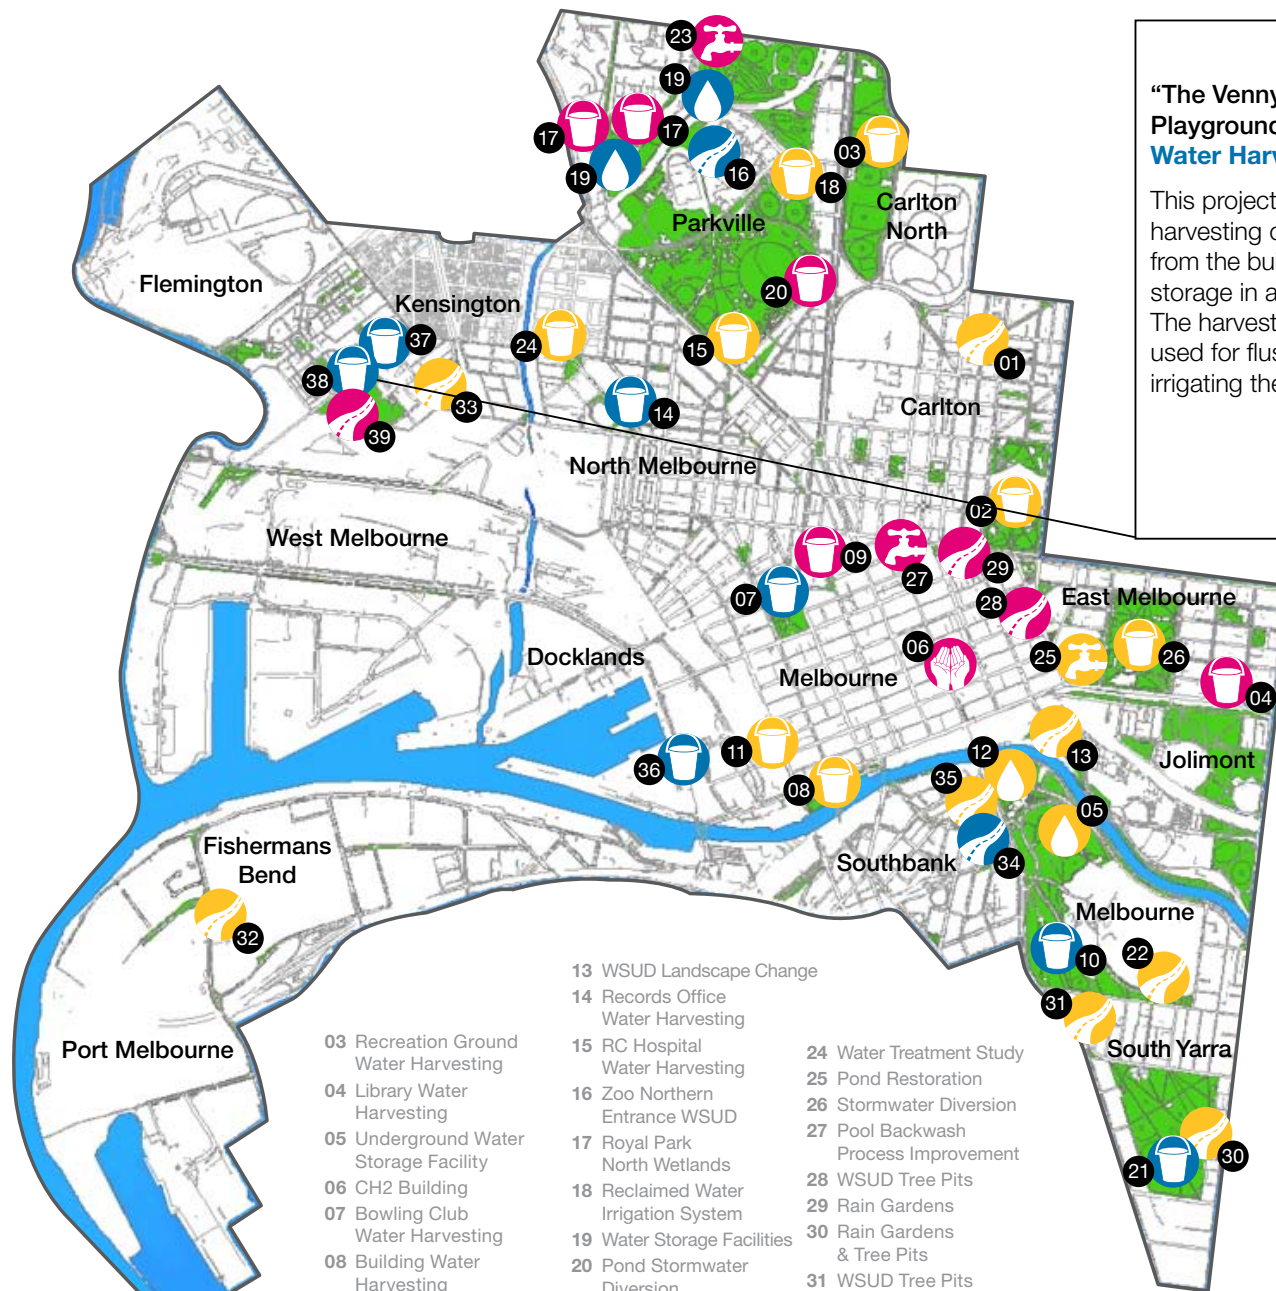 23
19
17
17
03
16
19
18
Carlton
North
Parkville
Flemington
20
Kensington
37
24
15
01
38
33
14
Carlton
39
North Melbourne
02
West Melbourne
09
27
29
07
28
East Melbourne
06
25
26
Docklands
Melbourne
04
12
13
Jolimont
11
36
35
08
05
Fishermans
Bend
Southbank
34
Melbourne
32
10
22
31
Port Melbourne
South Yarra
21
30
“The Venny
Playground
Water Harv
This project
harvesting o
from the bui
storage in a
The harvest
used for flus
irrigating the
03 Recreation Ground
Water Harvesting
04 Library Water
Harvesting
05 Underground Water
Storage Facility
06 CH2 Building
07 Bowling Club
Water Harvesting
08 Building Water
Harvesting
13 WSUD Landscape Change
14 Records Office
Water Harvesting
15 RC Hospital
Water Harvesting
16 Zoo Northern
Entrance WSUD
17 Royal Park
North Wetlands
18 Reclaimed Water
Irrigation System
19 Water Storage Facilities
20 Pond Stormwater
Diversion
24 Water Treatment Study
25 Pond Restoration
26 Stormwater Diversion
27 Pool Backwash
Process Improvement
28 WSUD Tree Pits
29 Rain Gardens
30 Rain Gardens
& Tree Pits
31 WSUD Tree Pits